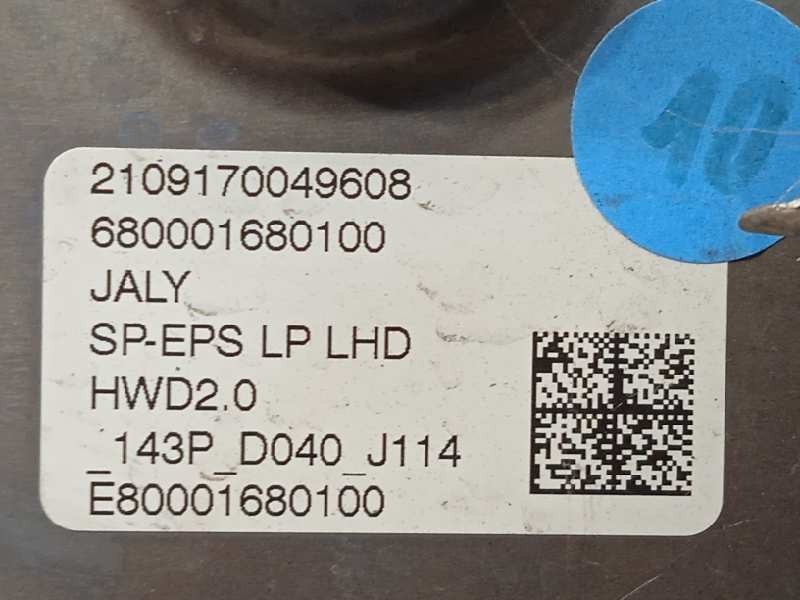 10
2109170049608
680001680100
JALY
SP-EPS LP LHD
HWD2.0
_143P_D040_J114
E80001680100